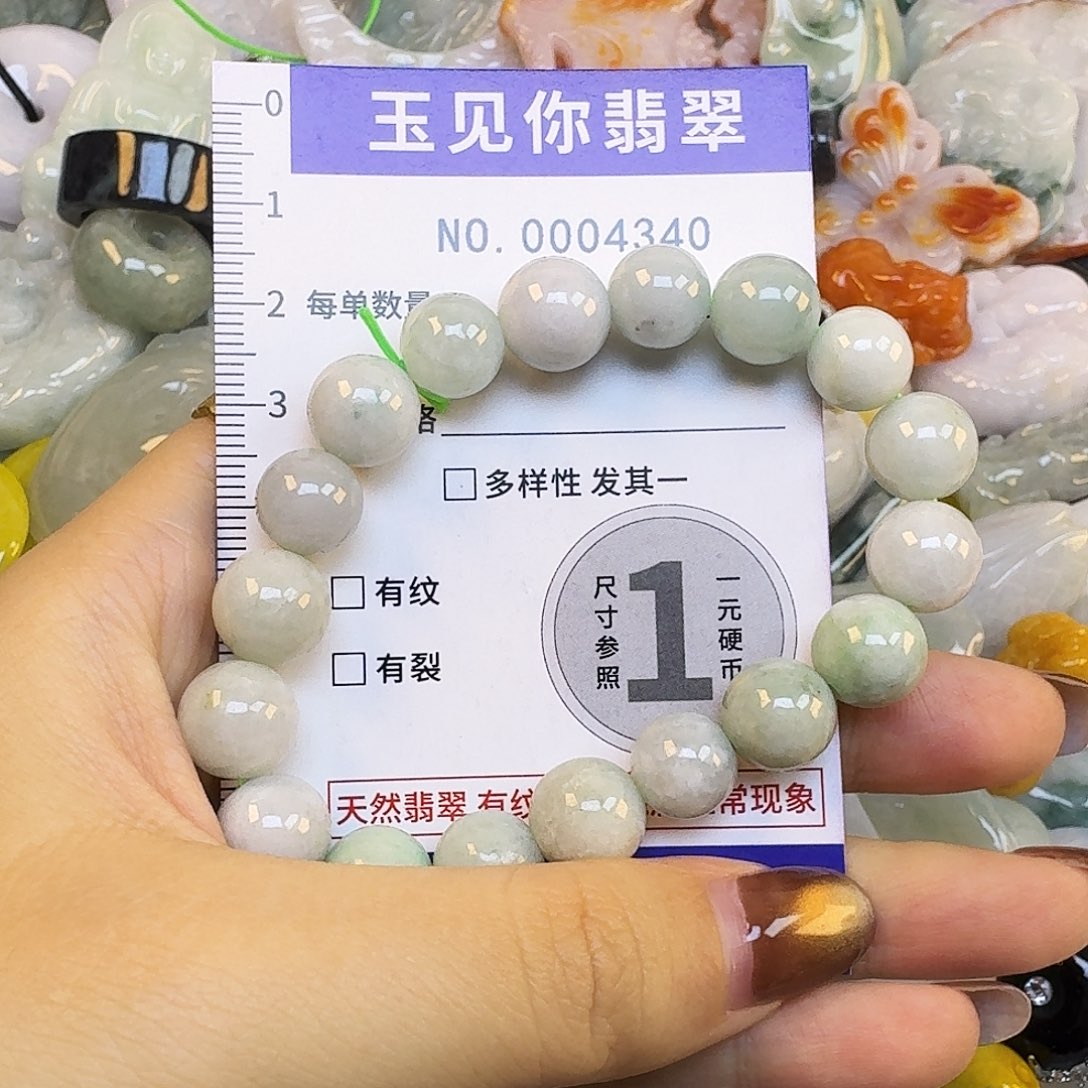 玉见你翡翠
0
1
2
3
NO. 0004340
每单数量
格
□ 多样性 发其一
□ 有纹
□ 有裂
尺寸参照
1
一元硬币
天然翡翠 有纹
常现象